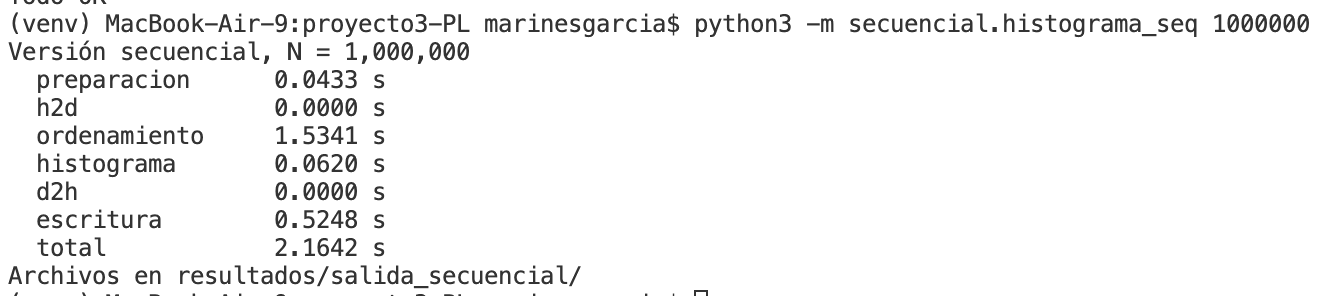 (venv) MacBook-Air-9:proyecto3-PL marinesgarcia$ python3 -m secuencial.histograma_seq 1000000
Versión secuencial, N = 1,000,000
preparacion 0.0433 s
h2d 0.0000 s
ordenamiento 1.5341 s
histograma 0.0620 s
d2h 0.0000 s
escritura 0.5248 s
total 2.1642 s
Archivos en resultados/salida_secuencial/